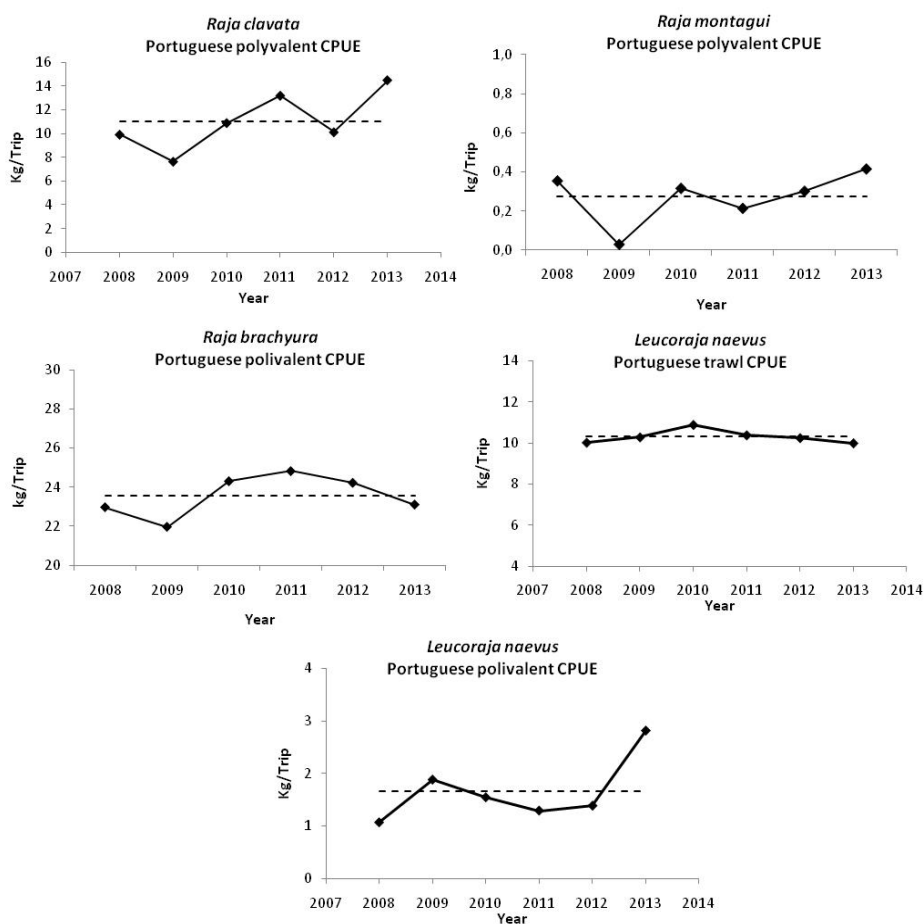 Raja clavata
Portuguese polyvalent CPUE
16
14
12
10
8
6
4
2
0
Kg/Trip
2007 2008 2009 2010 2011 2012 2013 2014
Year
Raja montagui
Portuguese polyvalent CPUE
1,0
0,8
0,6
0,4
0,2
0,0
kg/Trip
2008 2009 2010 2011 2012 2013
Year
Raja brachyura
Portuguese polivalent CPUE
30
28
26
24
22
20
kg/Trip
2008 2009 2010 2011 2012 2013
Year
Leucoraja naevus
Portuguese trawl CPUE
14
12
10
8
6
4
Kg/Trip
2007 2008 2009 2010 2011 2012 2013 2014
Year
Leucoraja naevus
Portuguese polivalent CPUE
4
3
2
1
0
Kg/Trip
2007 2008 2009 2010 2011 2012 2013 2014
Year